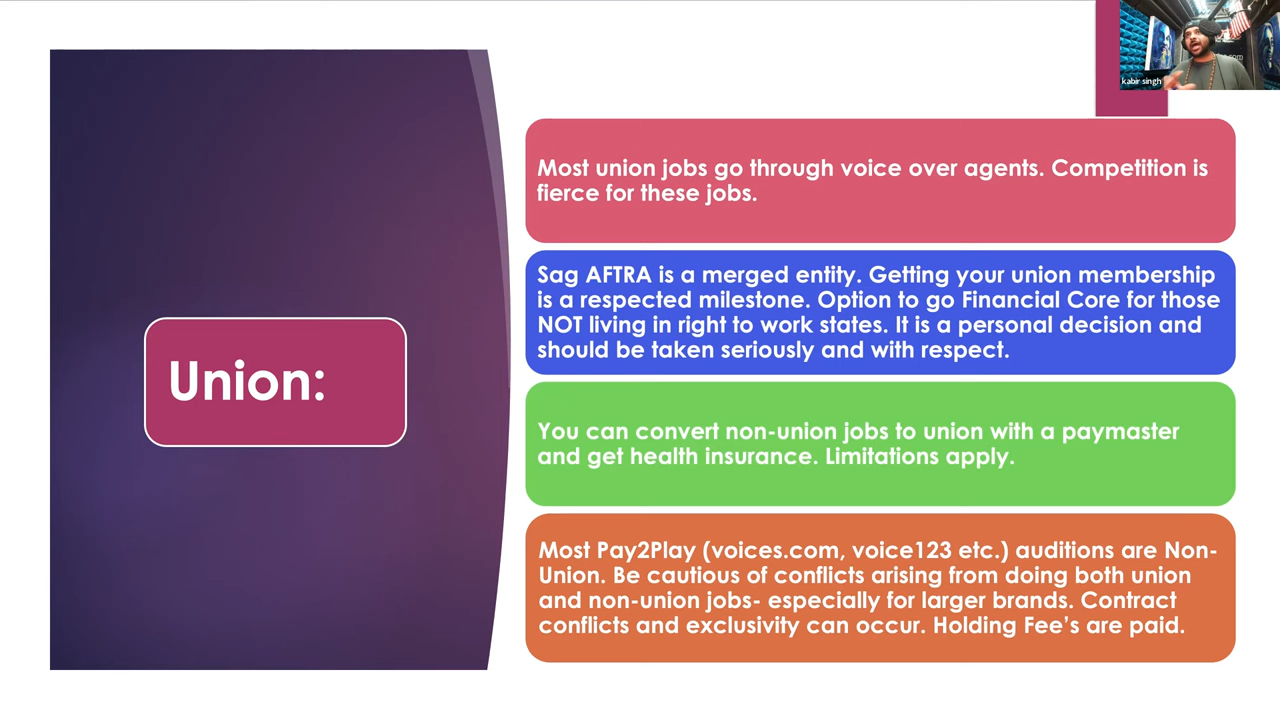 Union:
Most union jobs go through voice over agents. Competition is
fierce for these jobs.
Sag AFTRA is a merged entity. Getting your union membership
is a respected milestone. Option to go Financial Core for those
NOT living in right to work states. It is a personal decision and
should be taken seriously and with respect.
You can convert non-union jobs to union with a paymaster
and get health insurance. Limitations apply.
Most Pay2Play (voices.com, voice123 etc.) auditions are Non-
Union. Be cautious of conflicts arising from doing both union
and non-union jobs- especially for larger brands. Contract
conflicts and exclusivity can occur. Holding Fee's are paid.
kabir singh